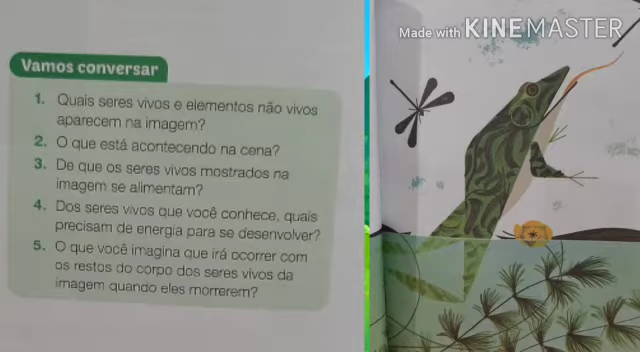 Made with KINEMASTER
Vamos conversar
1. Quais seres vivos e elementos não vivos
aparecem na imagem?
2. O que está acontecendo na cena?
3. De que os seres vivos mostrados na
imagem se alimentam?
4. Dos seres vivos que você conhece, quais
precisam de energia para se desenvolver?
5. O que você imagina que irá ocorrer com
os restos do corpo dos seres vivos da
imagem quando eles morrerem?